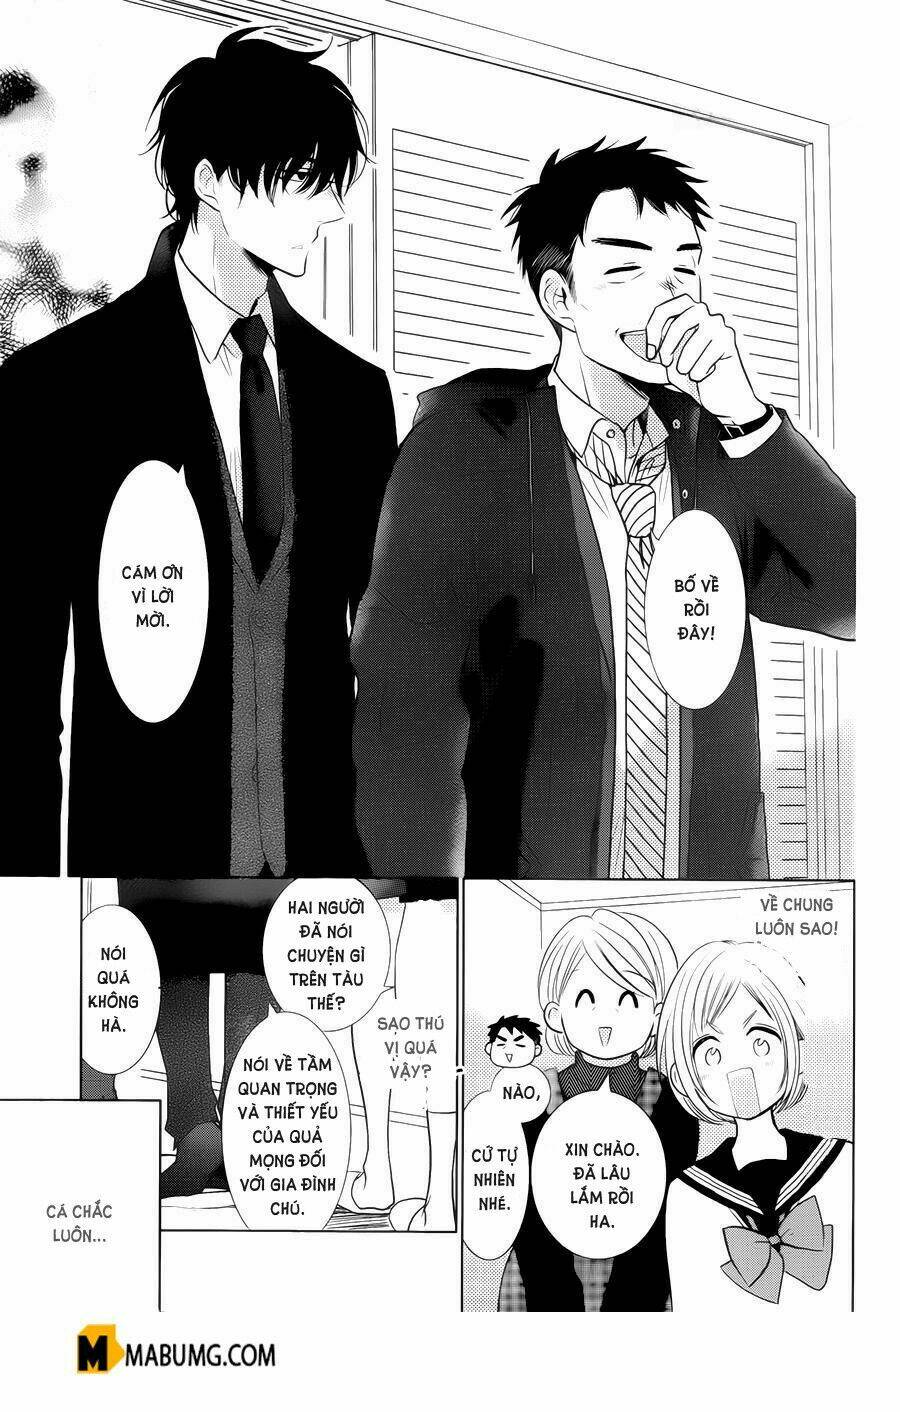 BỐ VỀ
RỒI
ĐÂY!
CÁM ƠN
VÌ LỜI
MỜI.
VỀ CHUNG
LUÔN SAO!
XIN CHÀO.
ĐÃ LÂU
LẮM RỒI
HA.
NÀO,
CỨ TỰ
NHIÊN
NHÉ.
HAI NGƯỜI
ĐÃ NÓI
CHUYỆN GÌ
TRÊN TÀU
THẾ?
SẠO THÚ
VỊ QUÁ
VẬY?
NÓI VỀ TẦM
QUAN TRỌNG
VÀ THIẾT YẾU
CỦA QUẢ
MỌNG ĐỐI
VỚI GIA ĐÌNH
CHÚ.
NÓI
QUÁ
KHÔNG
HÀ.
CÁ CHẮC
LUÔN...
MABUMG.COM